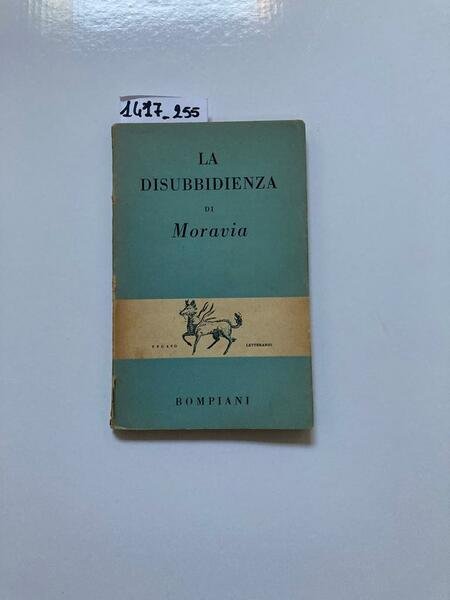 1417_255
LA
DISUBBIDIENZA
DI
Moravia
PEGASO LETTERARIO
BOMPIANI